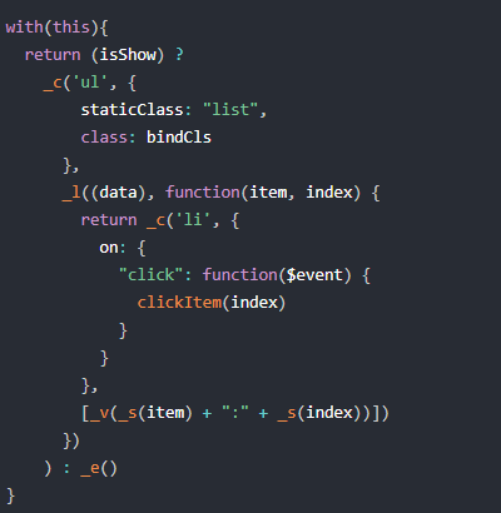 with(this){
  return (isShow) ?
    _c('ul', {
        staticClass: "list",
        class: bindCls
      },
      _l((data), function(item, index) {
        return _c('li', {
          on: {
            "click": function($event) {
              clickItem(index)
            }
          }
        },
        [_v(_s(item) + ":" + _s(index))])
      })
    ) : _e()
}